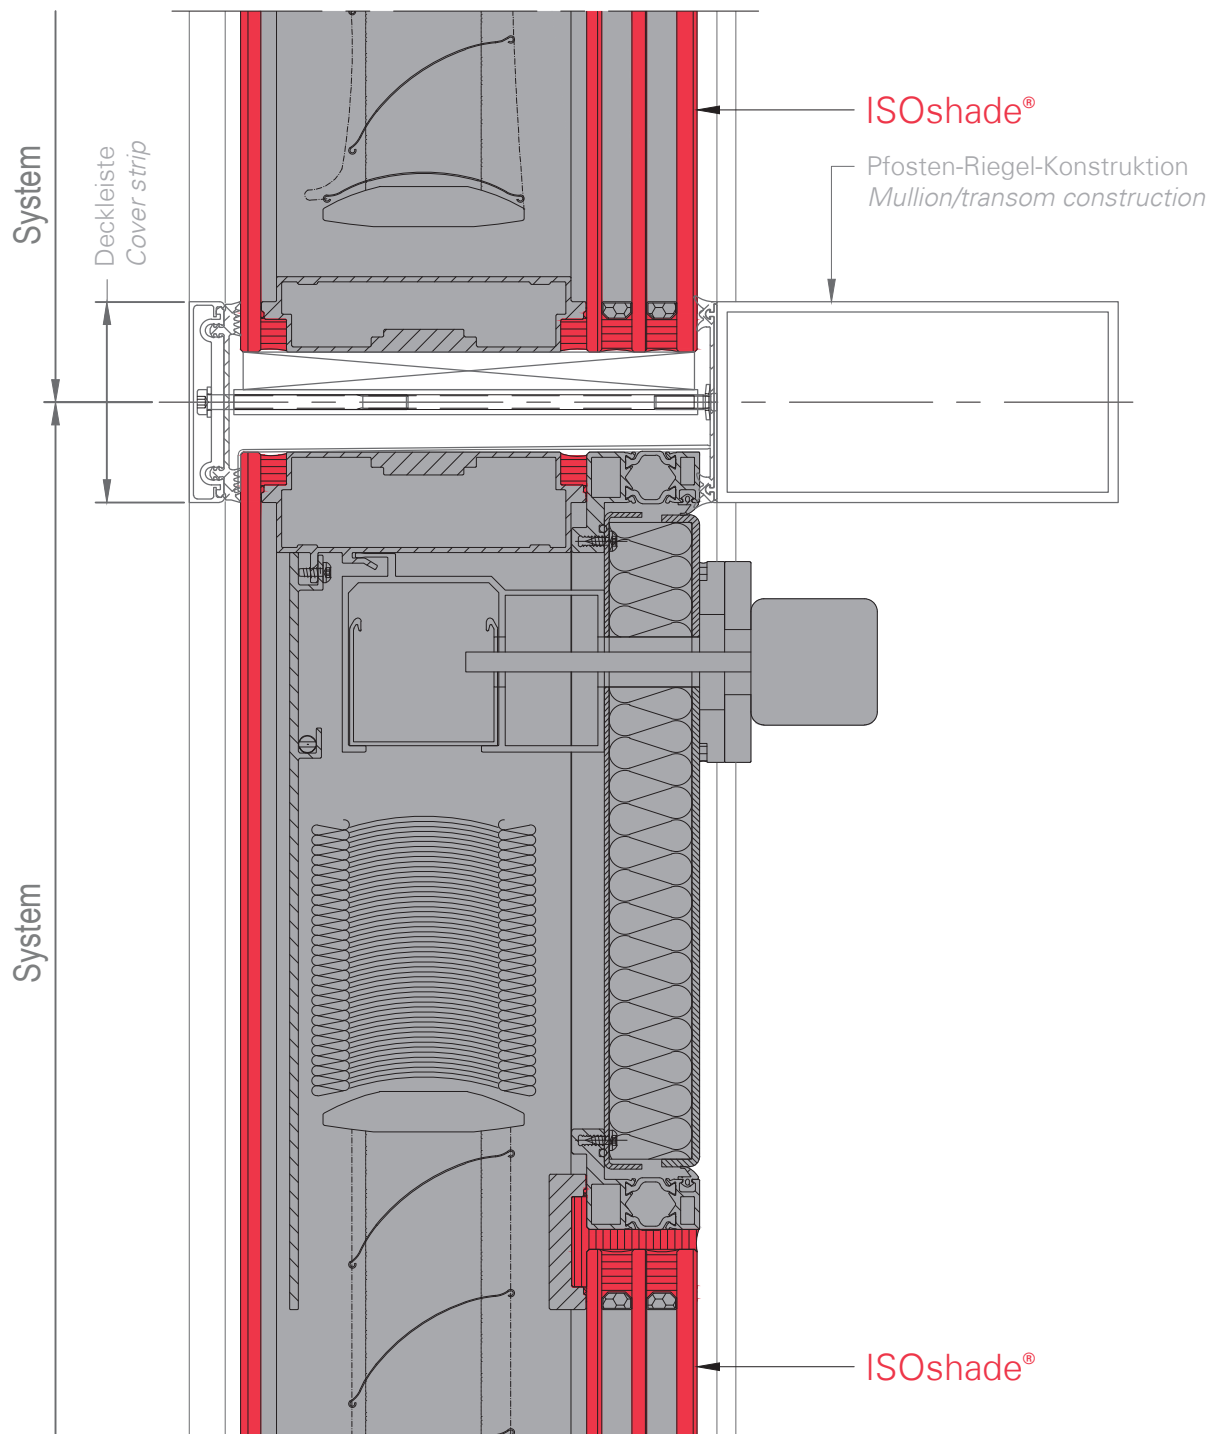 ISOshade®
Pfosten-Riegel-Konstruktion
Mullion/transom construction
System
Deckleiste
Cover strip
System
ISOshade®